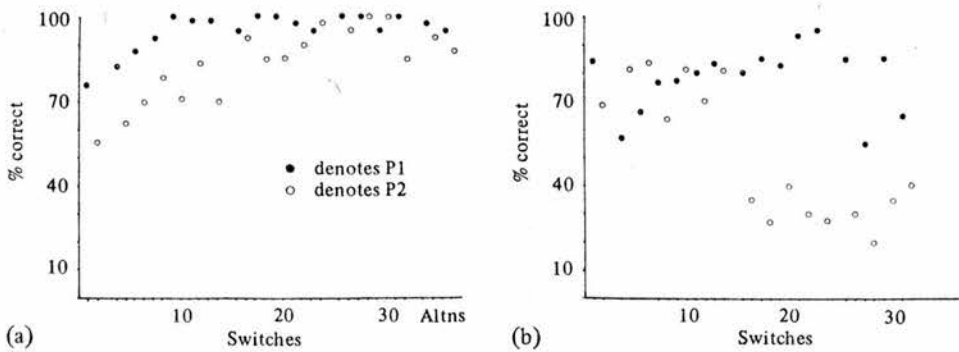 100
70
40
10
% correct
● denotes P1
○ denotes P2
10
20
30
Altns
Switches
(a)
100
70
40
10
% correct
10
20
30
Switches
(b)